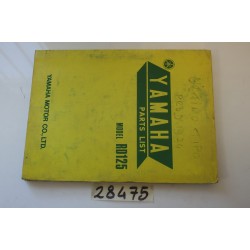 YAMAHA
PARTS LIST
MODEL RD125
YAMAHA MOTOR CO., LTD.
28475